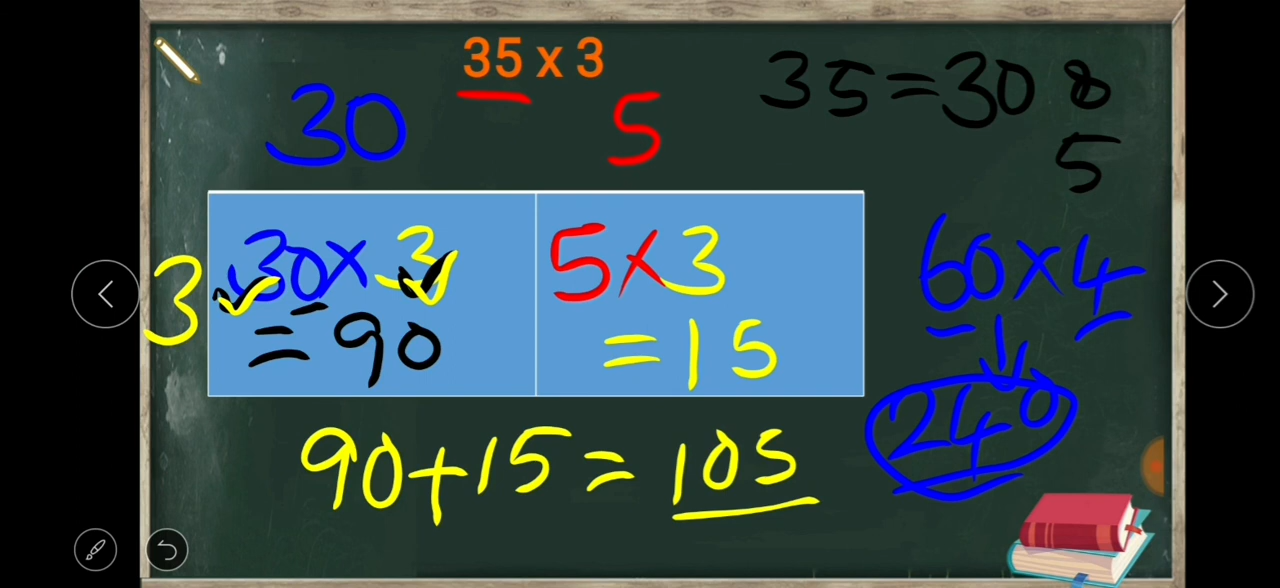 35 x 3
30
5
35 = 30 &
5
3
30 x 3
= 90
5 x 3
= 15
60 x 4
240
90 + 15 = 105